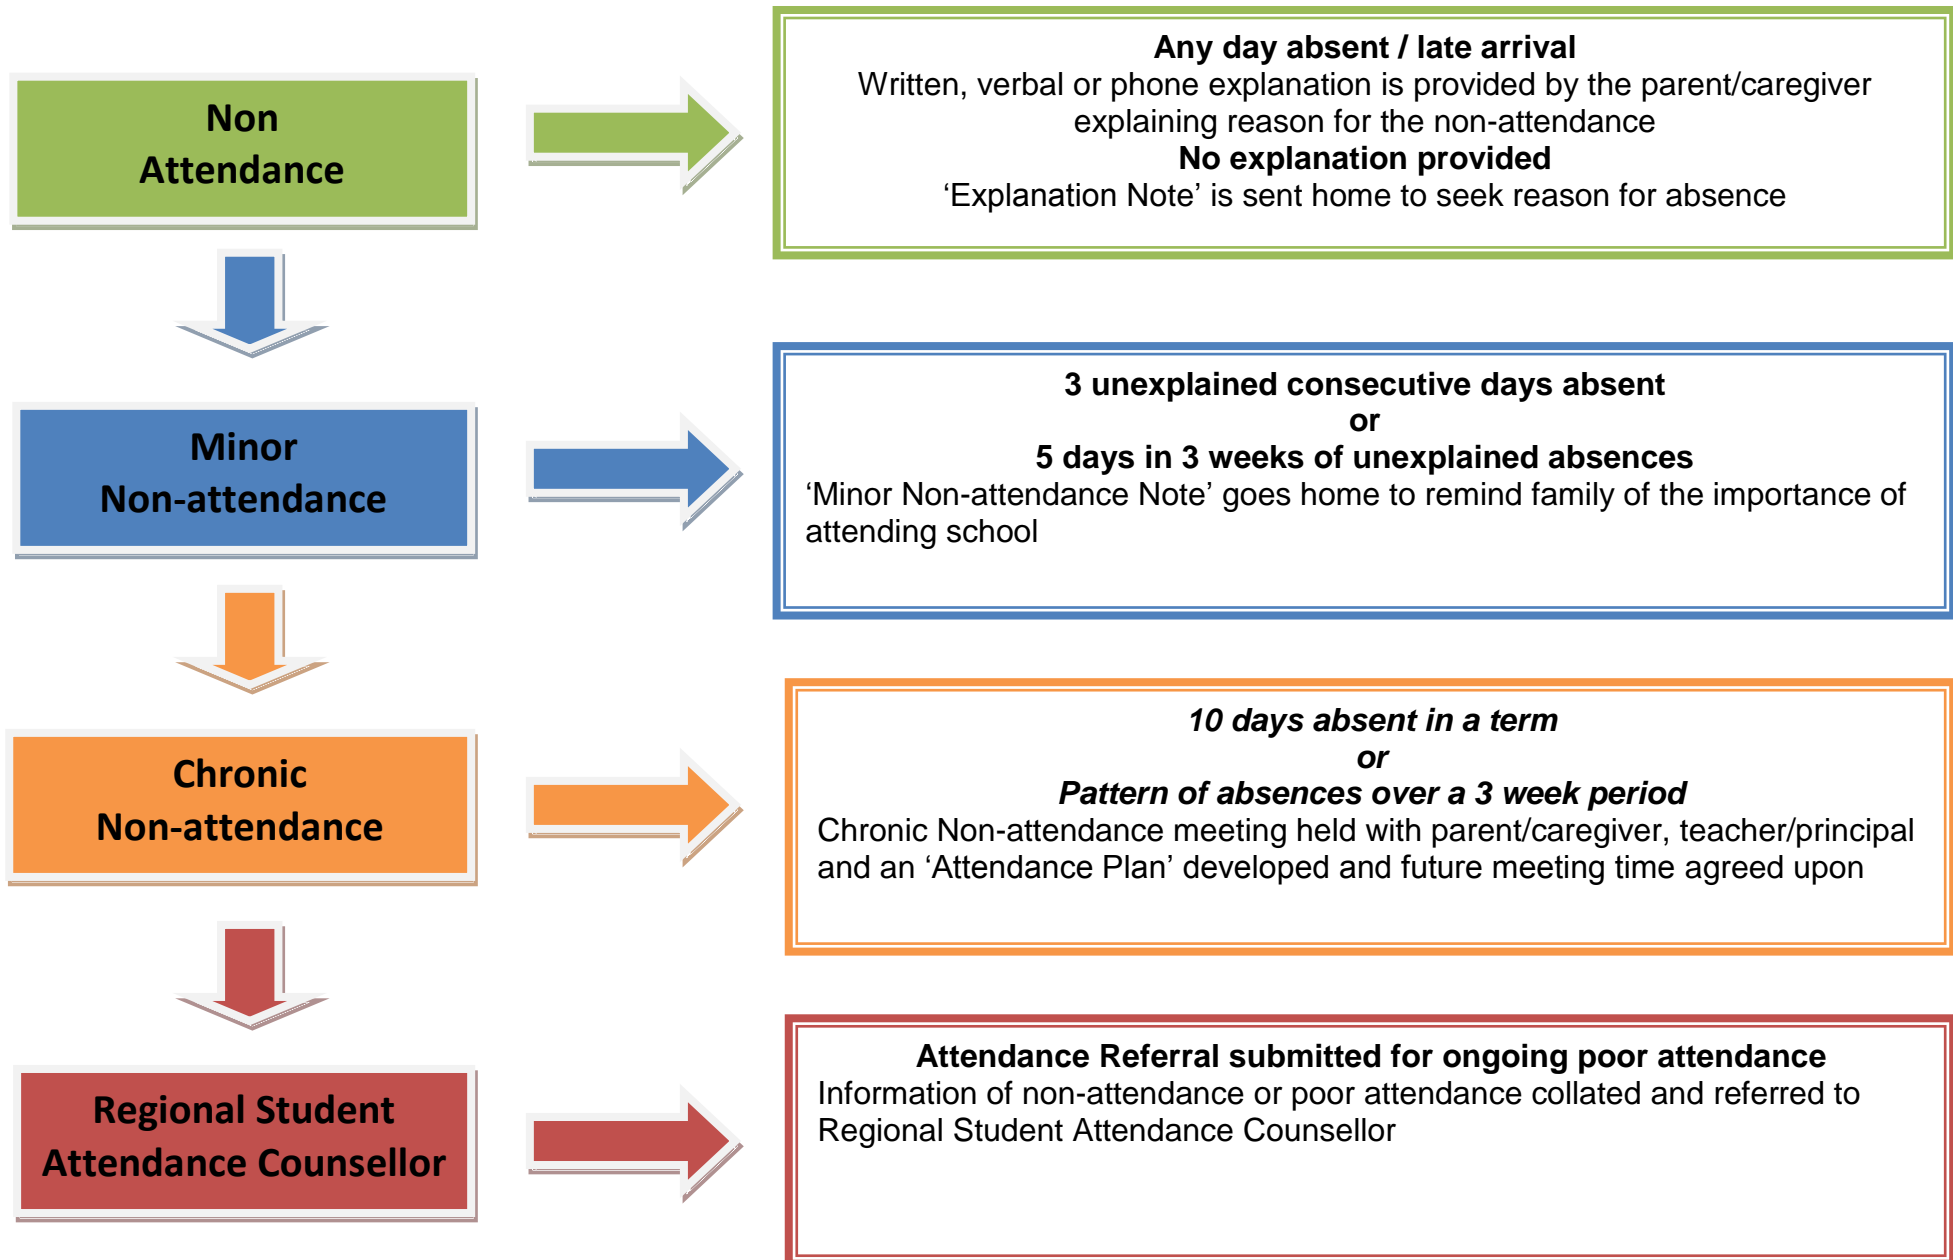 Non
Attendance
Any day absent / late arrival
Written, verbal or phone explanation is provided by the parent/caregiver
explaining reason for the non-attendance
No explanation provided
‘Explanation Note’ is sent home to seek reason for absence
Minor
Non-attendance
3 unexplained consecutive days absent
or
5 days in 3 weeks of unexplained absences
‘Minor Non-attendance Note’ goes home to remind family of the importance of
attending school
Chronic
Non-attendance
10 days absent in a term
or
Pattern of absences over a 3 week period
Chronic Non-attendance meeting held with parent/caregiver, teacher/principal
and an ‘Attendance Plan’ developed and future meeting time agreed upon
Regional Student
Attendance Counsellor
Attendance Referral submitted for ongoing poor attendance
Information of non-attendance or poor attendance collated and referred to
Regional Student Attendance Counsellor